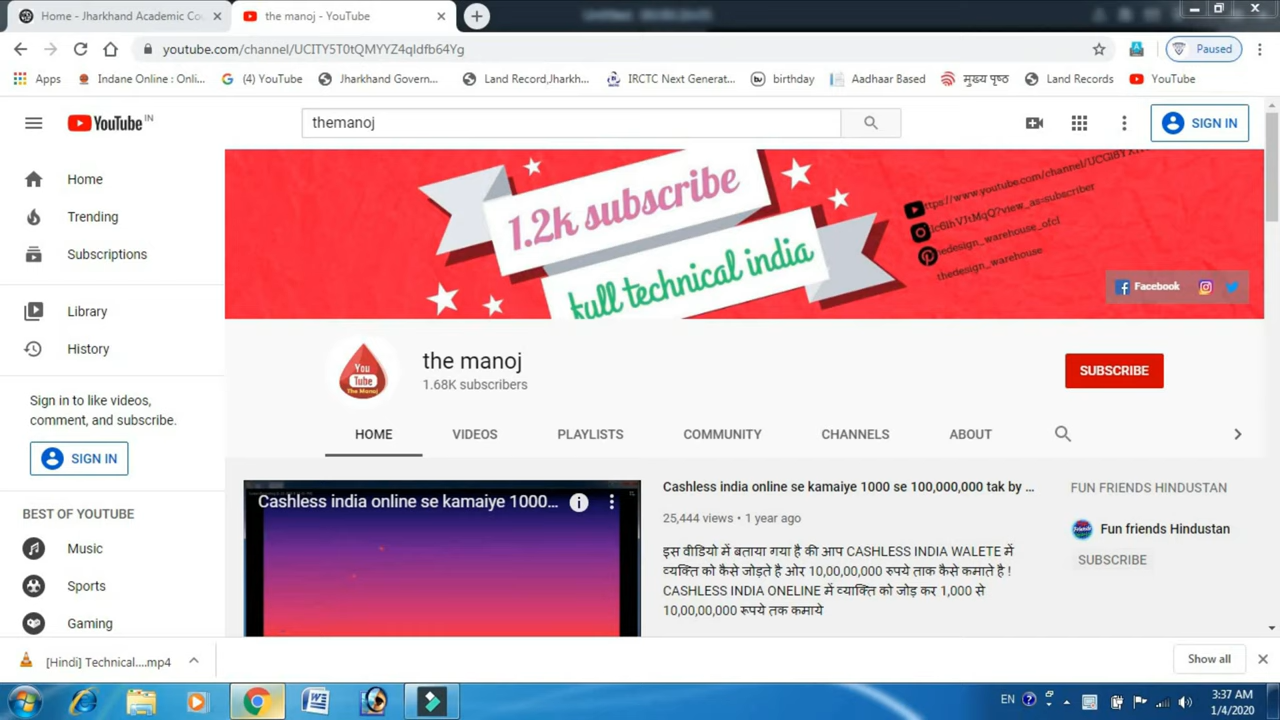 Home - Jharkhand Academic Co
the manoj - YouTube
youtube.com/channel/UCITY5T0tQMYYZ4qIdfb64Yg
Paused
Apps
Indane Online : Onli...
(4) YouTube
Jharkhand Govern...
Land Record,Jharkh...
IRCTC Next Generat...
birthday
Aadhaar Based
मुख्य पृष्ठ
Land Records
YouTube
YouTube IN
themanoj
SIGN IN
Home
Trending
Subscriptions
Library
History
Sign in to like videos,
comment, and subscribe.
SIGN IN
BEST OF YOUTUBE
Music
Sports
Gaming
1.2k subscribe
full technical india
thedesign_warehouse
Facebook
You
Tube
The Manoj
the manoj
1.68K subscribers
SUBSCRIBE
HOME
VIDEOS
PLAYLISTS
COMMUNITY
CHANNELS
ABOUT
Cashless india online se kamaiye 1000...
Cashless india online se kamaiye 1000 se 100,000,000 tak by ...
25,444 views • 1 year ago
इस वीडियो में बताया गया है की आप CASHLESS INDIA WALETE में
व्यक्ति को कैसे जोड़ते है ओर 10,00,00,000 रुपये ताक कैसे कमाते है !
CASHLESS INDIA ONELINE में व्याक्ति को जोड़ कर 1,000 से
10,00,00,000 रूपये तक कमाये
FUN FRIENDS HINDUSTAN
Fun friends Hindustan
SUBSCRIBE
[Hindi] Technical....mp4
Show all
EN
3:37 AM
1/4/2020